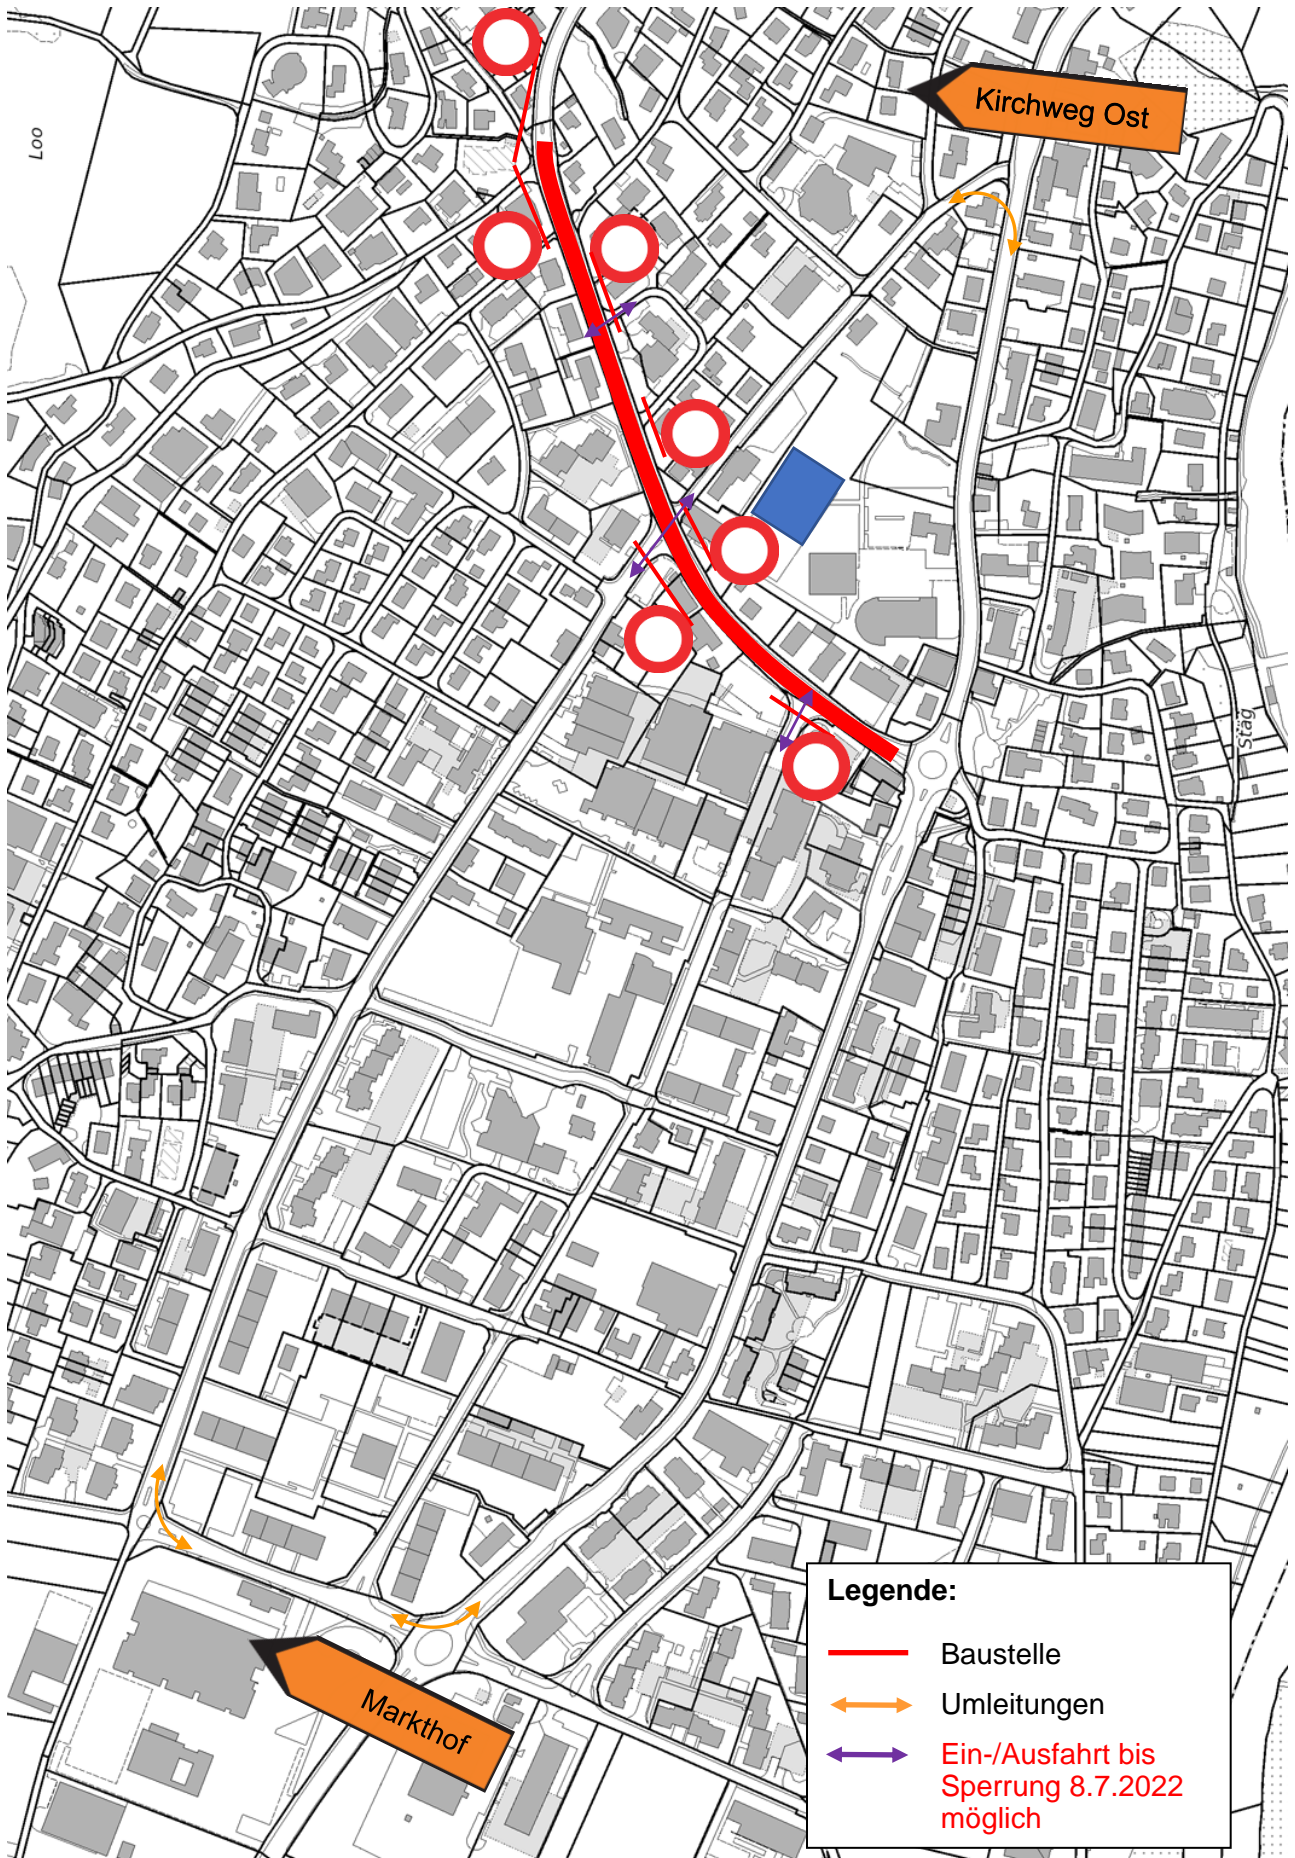 Kirchweg Ost
Loo
Stäg
Markthof
Legende:
Baustelle
Umleitungen
Ein-/Ausfahrt bis
Sperrung 8.7.2022
möglich